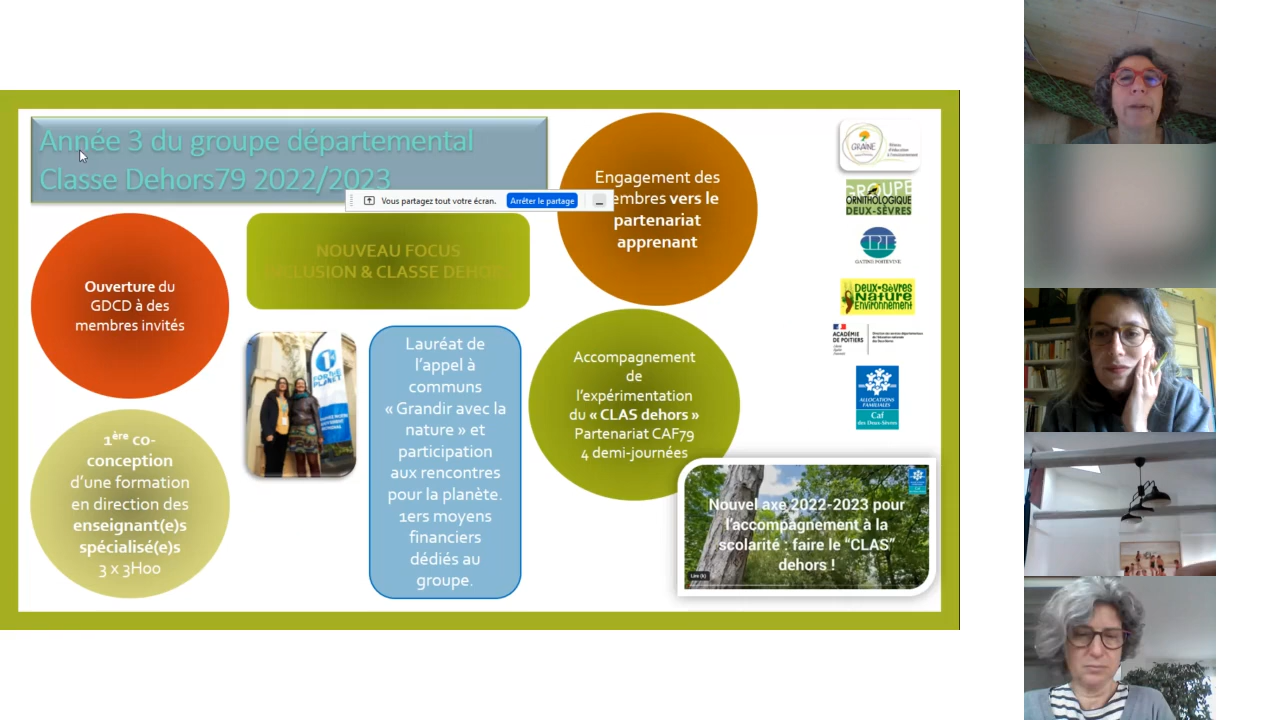 Année 3 du groupe départemental
Classe Dehors79 2022/2023
Vous partagez tout votre écran.
Arrêter le partage
Ouverture du
GDCD à des
membres invités
1ère co-
conception
d'une formation
en direction des
enseignant(e)s
spécialisé(e)s
3 x 3H00
NOUVEAU FOCUS
INCLUSION & CLASSE DEHORS
FOR THE
PLANET
Lauréat de
l'appel à
communs
« Grandir avec la
nature » et
participation
aux rencontres
pour la planète.
1ers moyens
financiers
dédiés au
groupe.
Engagement des
membres vers le
partenariat
apprenant
Accompagnement
de
l'expérimentation
du « CLAS dehors »
Partenariat CAF79
4 demi-journées
GRAINE
GROUPE
ORNITHOLOGIQUE
DEUX-SÈVRES
CPIE
GATINE POITEVINE
DEUX-SÈVRES
NATURE
ENVIRONNEMENT
ACADÉMIE
DE POITIERS
ALLOCATIONS
FAMILIALES
Caf
des Deux-Sèvres
Nouvel axe 2022-2023 pour
l'accompagnement à la
scolarité : faire le "CLAS"
dehors !
Lire (k)